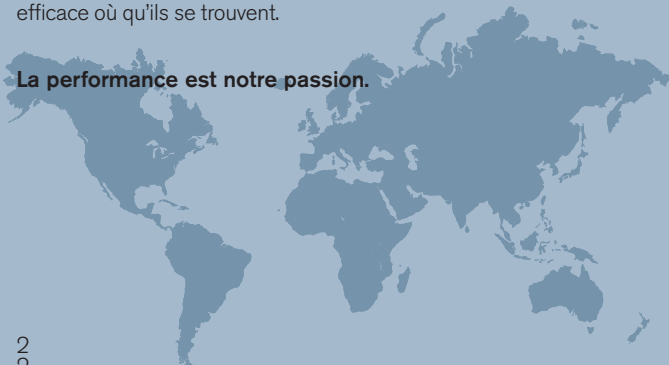 efficace où qu'ils se trouvent.
La performance est notre passion.
2